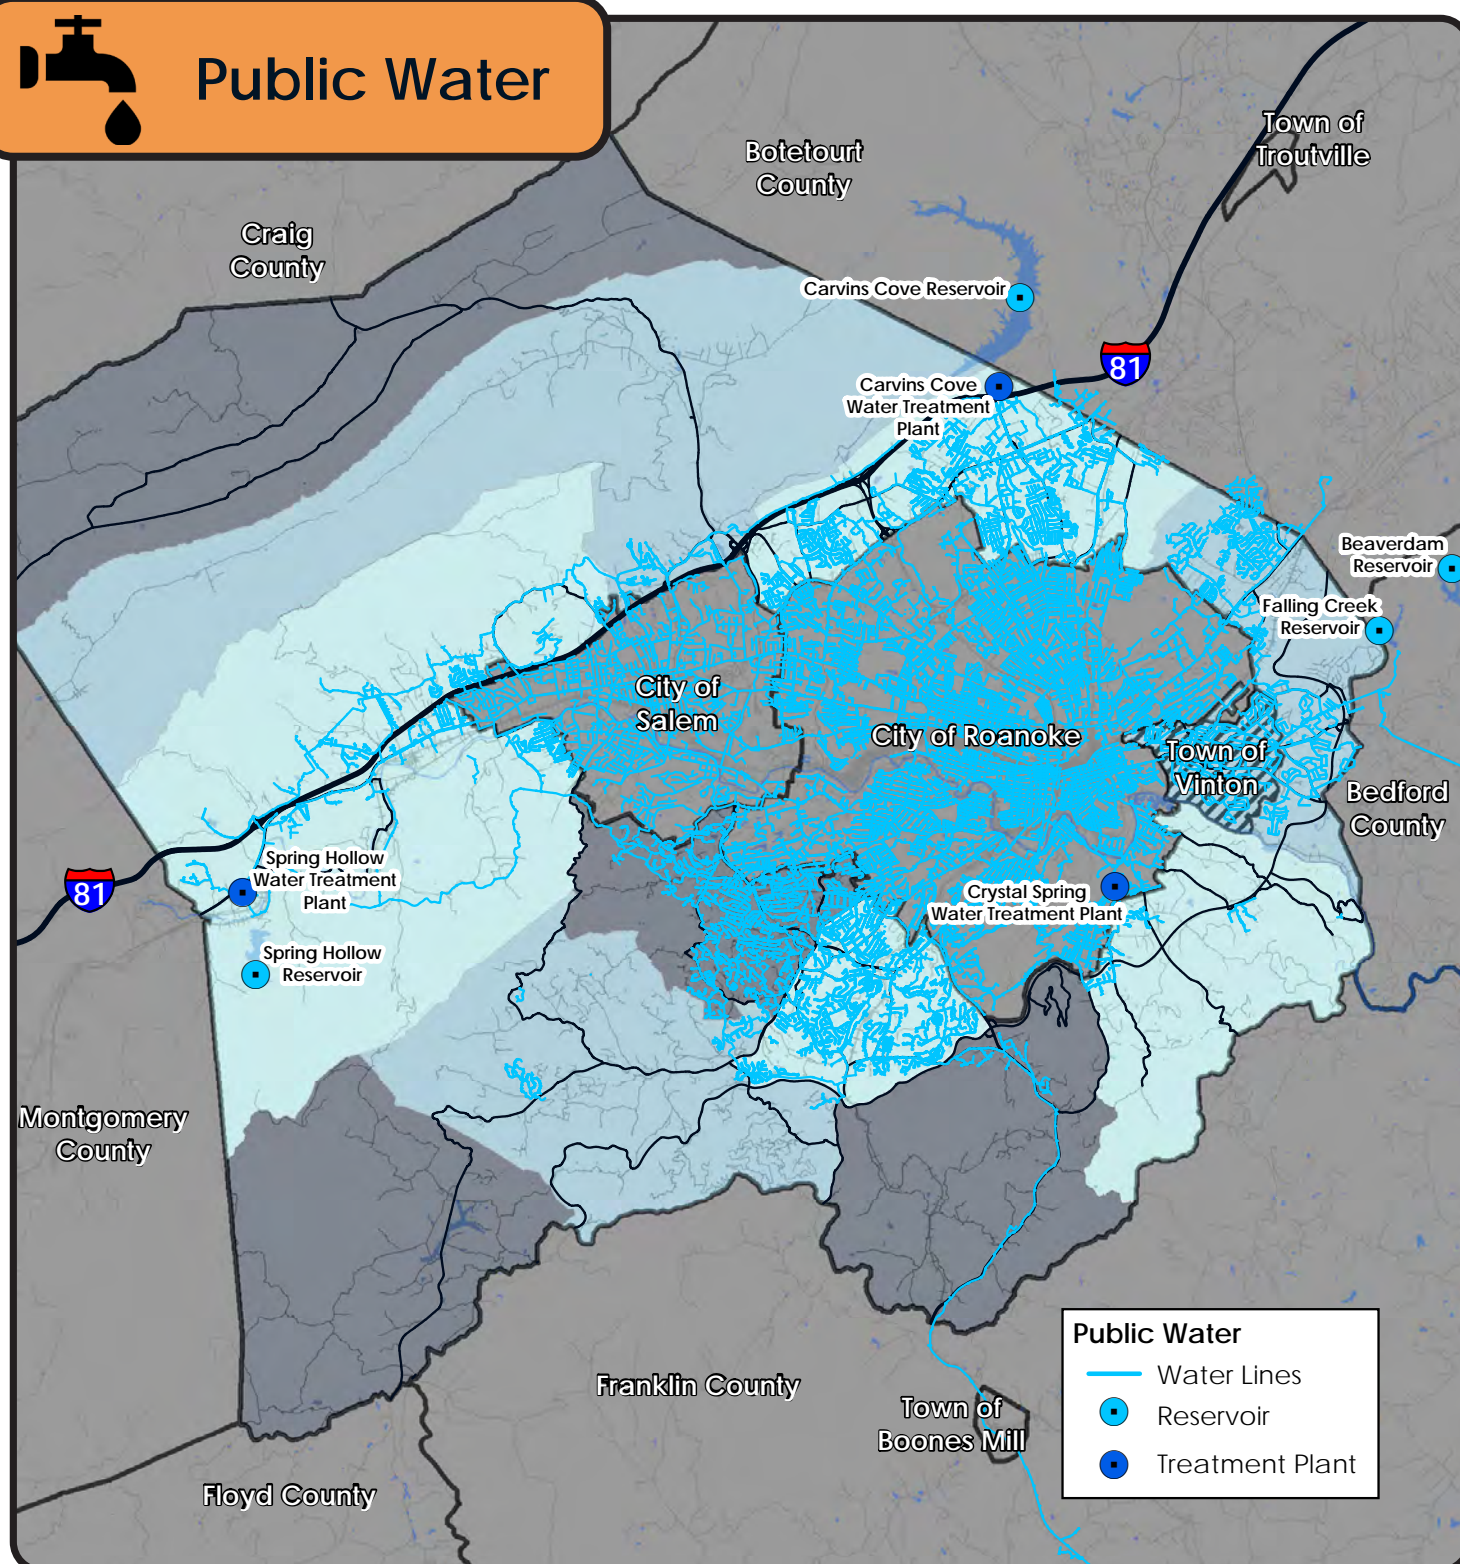 Public Water
Town of
Troutville
Botetourt
County
Craig
County
Carvins Cove Reservoir
81
Carvins Cove
Water Treatment
Plant
Beaverdam
Reservoir
Falling Creek
Reservoir
City of
Salem
City of Roanoke
Town of
Vinton
Bedford
County
Spring Hollow
Water Treatment
Plant
81
Crystal Spring
Water Treatment Plant
Spring Hollow
Reservoir
Montgomery
County
Franklin County
Town of
Boones Mill
Floyd County
Public Water
Water Lines
Reservoir
Treatment Plant